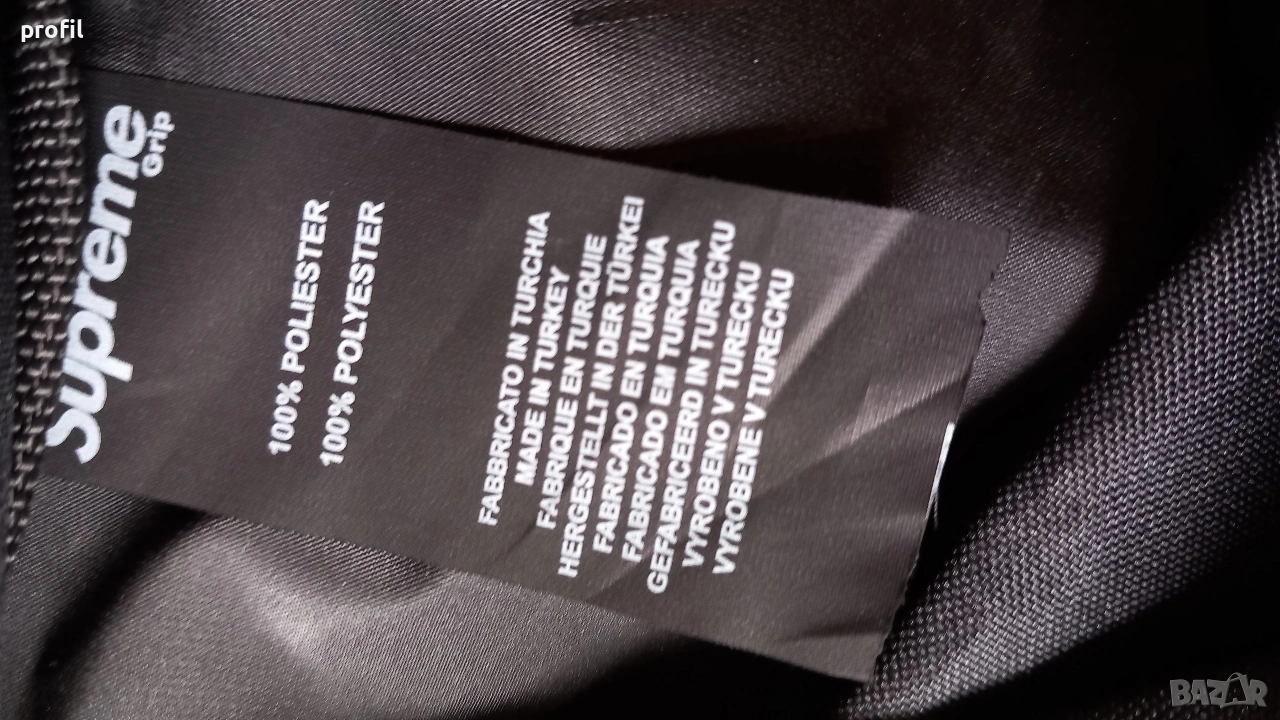 profil
Supreme
Grip
100% POLIESTER
100% POLYESTER
FABBRICATO IN TURCHIA
MADE IN TURKEY
FABRIQUE EN TURQUIE
HERGESTELLT IN DER TÜRKEI
FABRICADO EN TURQUIA
FABRICADO EM TURQUIA
GEFABRICEERD IN TURECKU
VYROBENO V TURECKU
VYROBENE V TURECKU
BAZAR